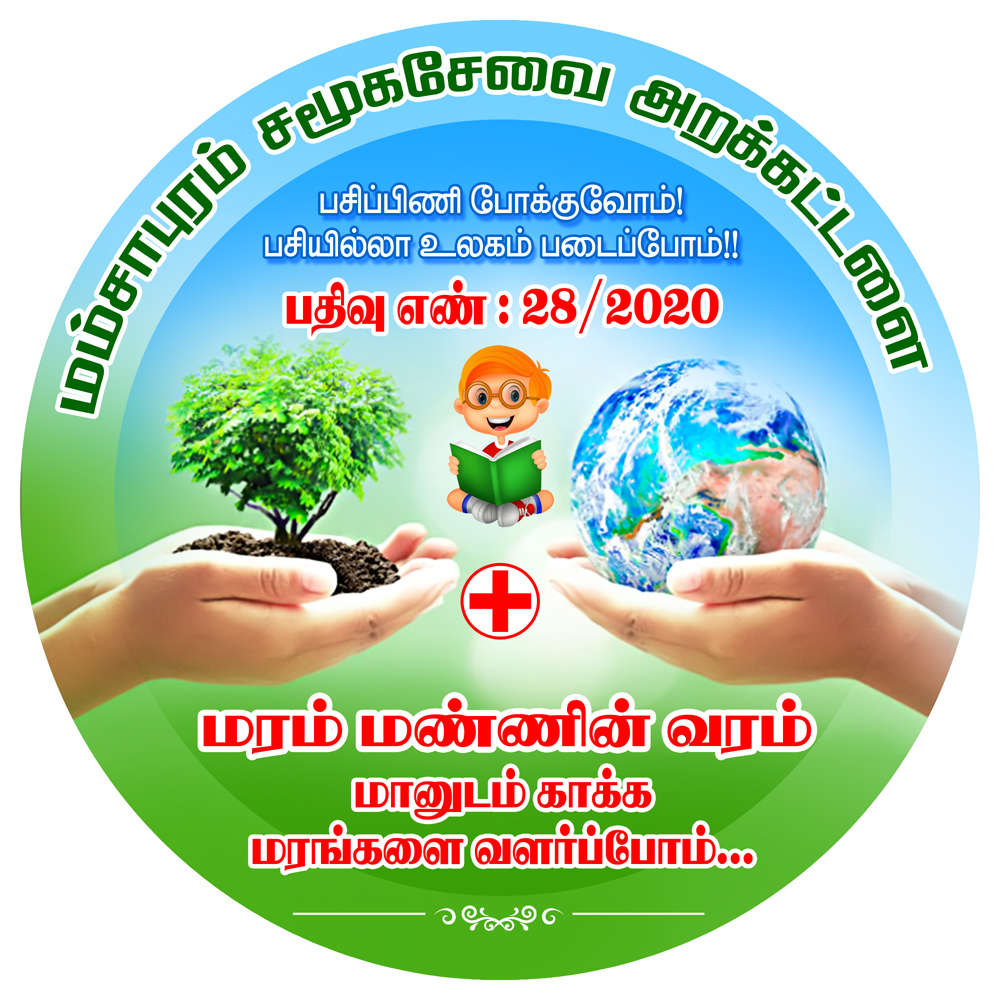 மம்சாபுரம் சமூகசேவை அறக்கட்டளை
பசிப்பிணி போக்குவோம்!
பசியில்லா உலகம் படைப்போம்!!
பதிவு எண் : 28/2020
மரம் மண்ணின் வரம்
மானுடம் காக்க
மரங்களை வளர்ப்போம்...